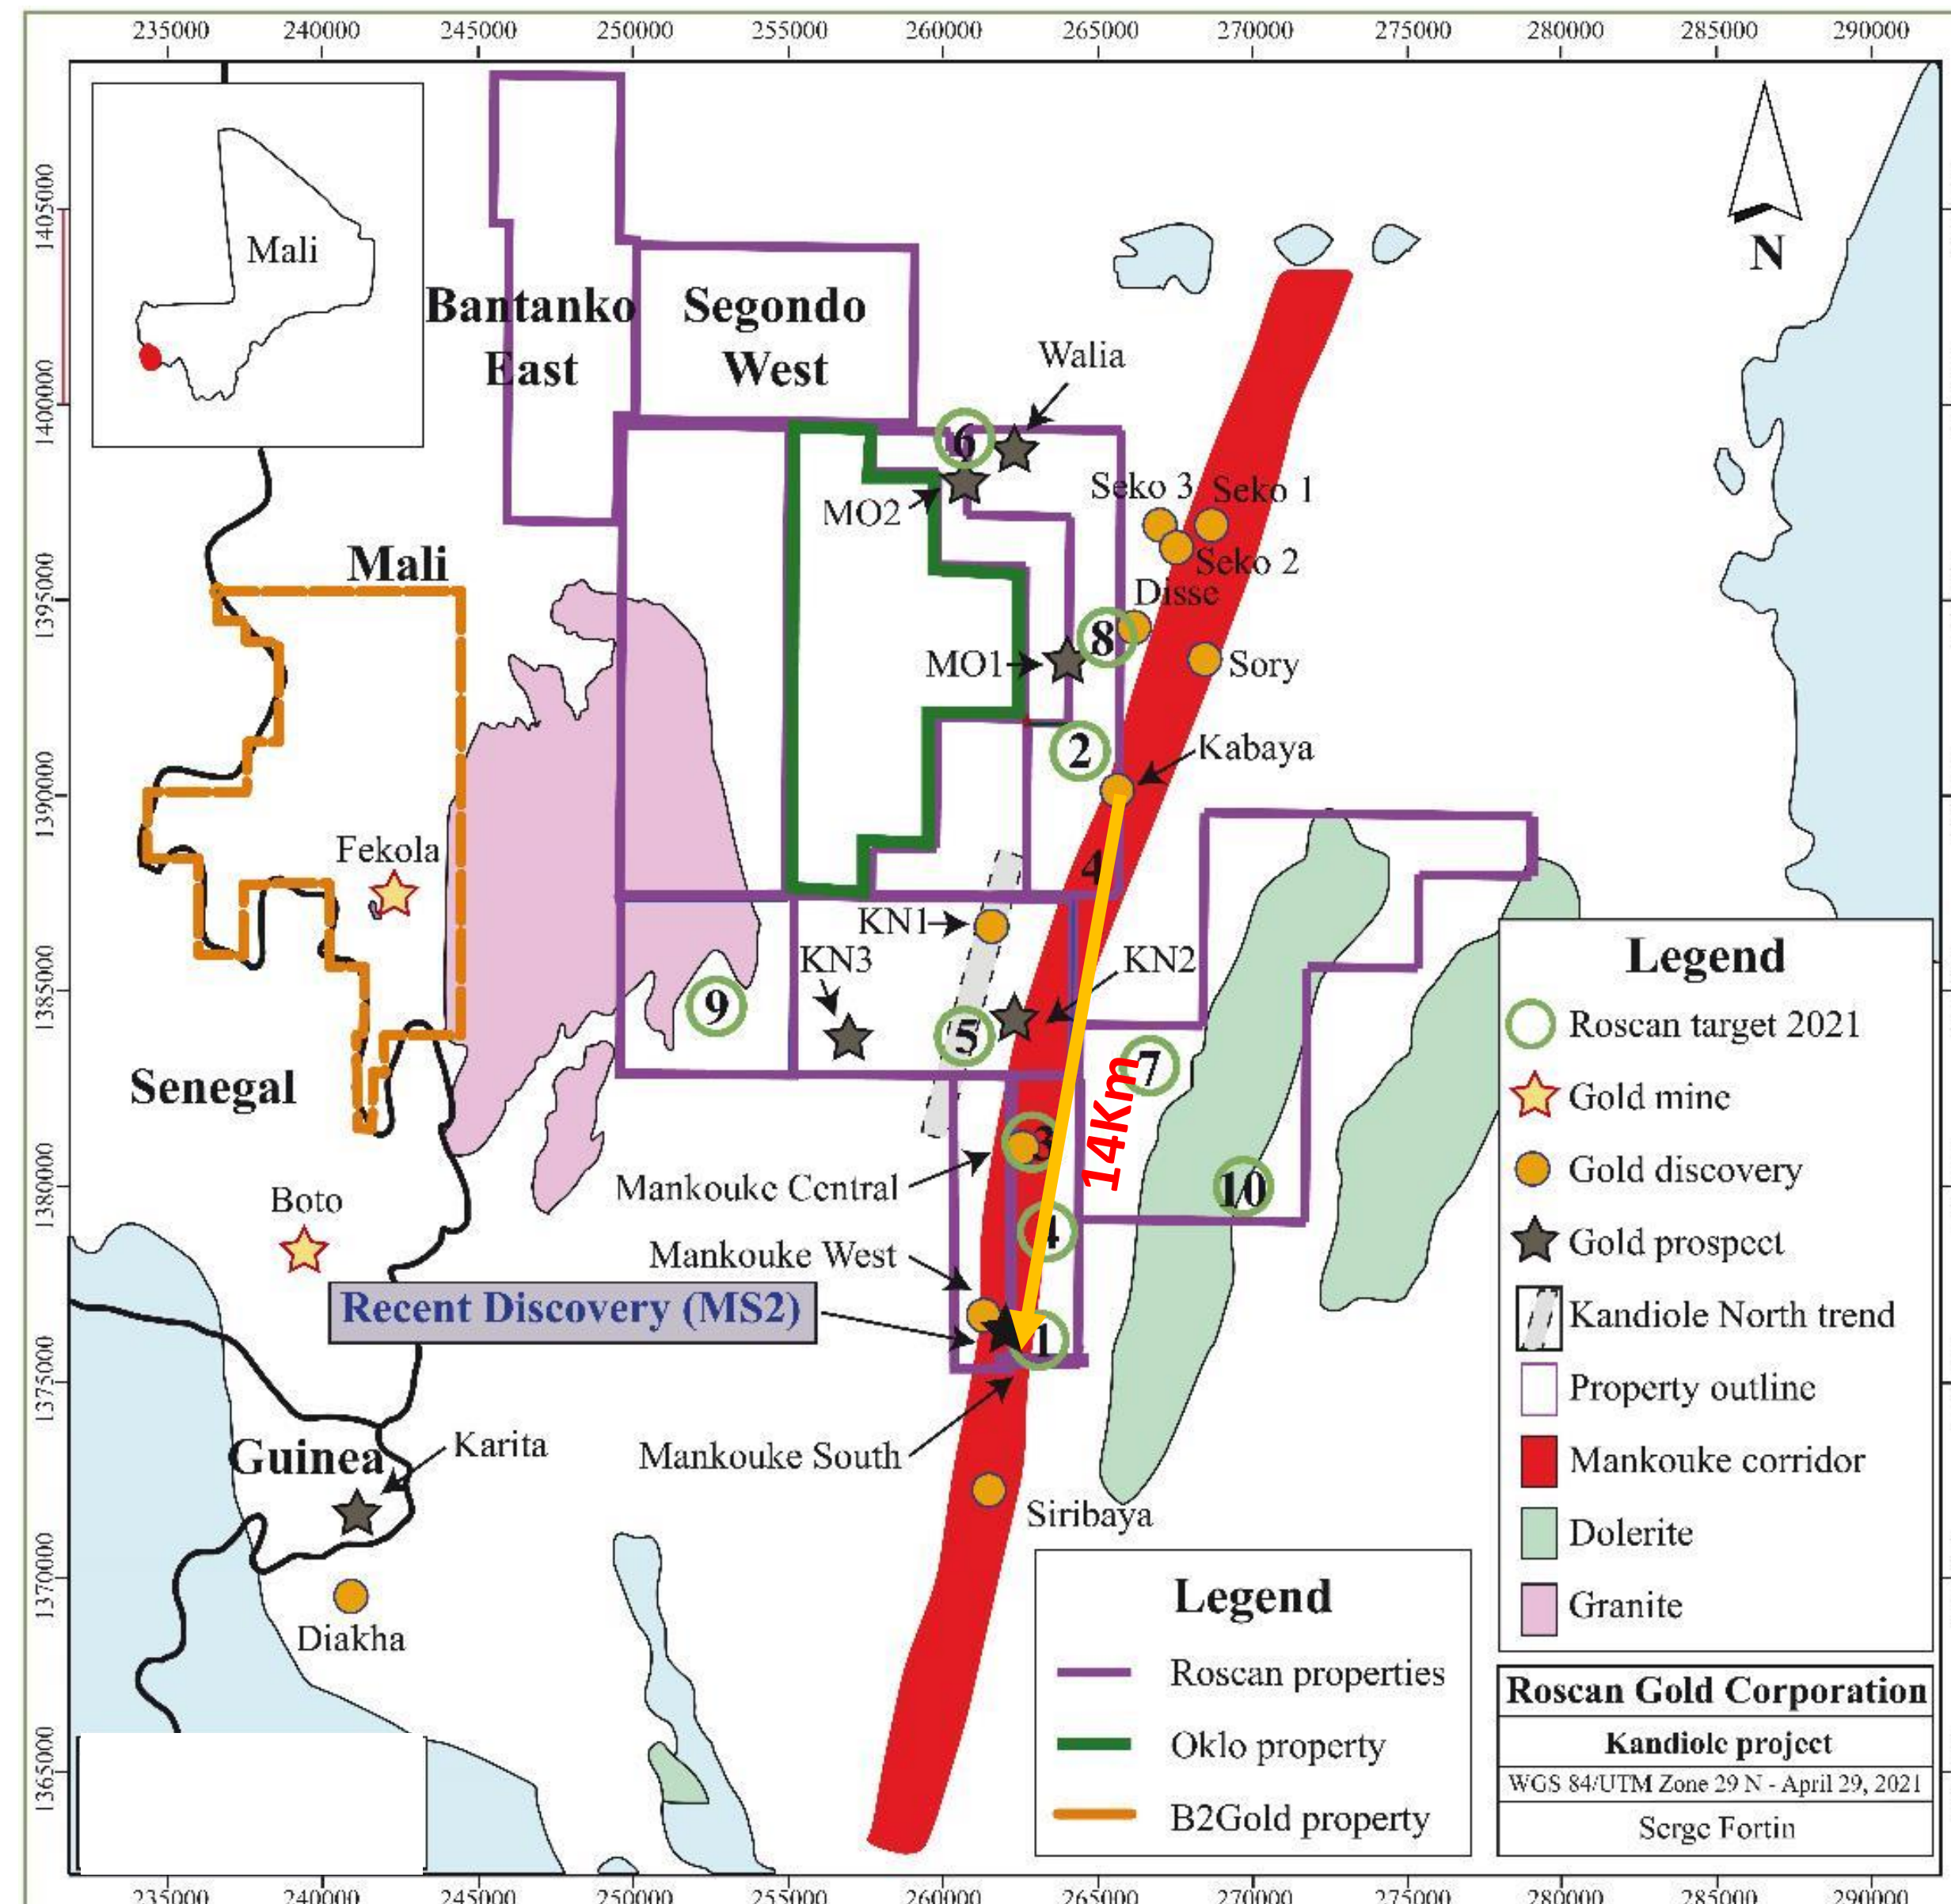 235000 240000 245000 250000 255000 260000 265000 270000 275000 280000 285000 290000
1405000
1400000
1395000
1390000
1385000
1380000
1375000
1370000
1365000
Mali
N
Bantanko
East
Segondo
West
Walia
6
MO2
Seko 3
Seko 1
Seko 2
Disse
Mali
8
MO1
Sory
2
Kabaya
Fekola
4
KN1
KN3
KN2
9
5
7
Senegal
14Km
3
Mankouke Central
10
Boto
4
Mankouke West
Recent Discovery (MS2)
1
Guinea
Karita
Mankouke South
Siribaya
Diakha
Legend
Roscan target 2021
Gold mine
Gold discovery
Gold prospect
Kandiole North trend
Property outline
Mankouke corridor
Dolerite
Granite
Legend
Roscan properties
Oklo property
B2Gold property
Roscan Gold Corporation
Kandiole project
WGS 84/UTM Zone 29 N - April 29, 2021
Serge Fortin
235000 240000 245000 250000 255000 260000 265000 270000 275000 280000 285000 290000